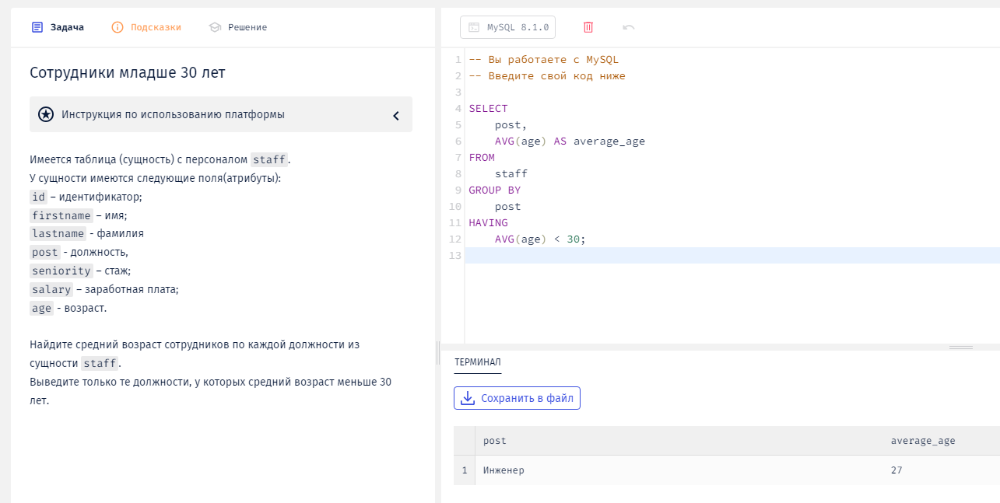 Задача
Подсказки
Решение
Сотрудники младше 30 лет
Инструкция по использованию платформы
Имеется таблица (сущность) с персоналом staff.
У сущности имеются следующие поля(атрибуты):
id – идентификатор;
firstname – имя;
lastname - фамилия
post - должность,
seniority – стаж;
salary – заработная плата;
age - возраст.
Найдите средний возраст сотрудников по каждой должности из
сущности staff.
Выведите только те должности, у которых средний возраст меньше 30
лет.
MySQL 8.1.0
1 -- Вы работаете с MySQL
2 -- Введите свой код ниже
3
4 SELECT
5     post,
6     AVG(age) AS average_age
7 FROM
8     staff
9 GROUP BY
10     post
11 HAVING
12     AVG(age) < 30;
13
ТЕРМИНАЛ
Сохранить в файл
post average_age
1 Инженер 27